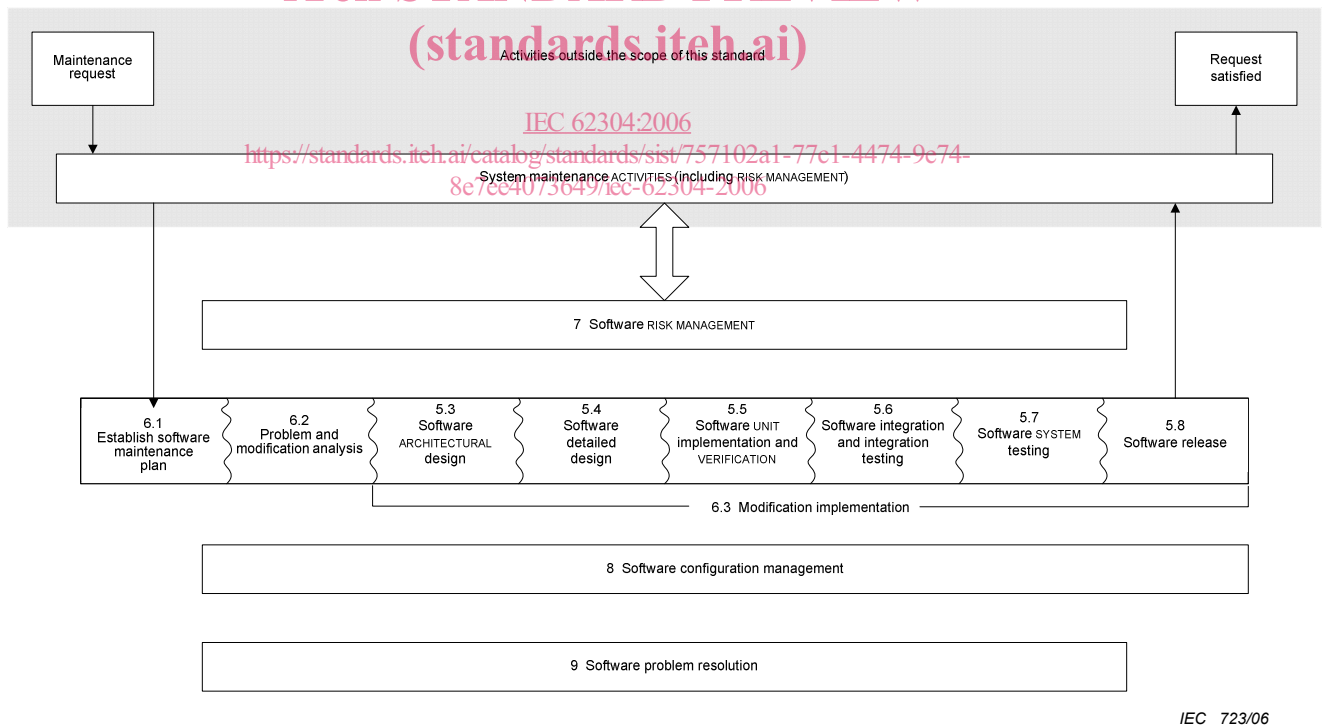 (standards.iteh.ai)
Activities outside the scope of this standard
Maintenance
request
Request
satisfied
IEC 62304:2006
https://standards.iteh.ai/catalog/standards/sist/757102a1-77c1-4474-9c74-
8e7ee4073649/iec-62304-2006
System maintenance ACTIVITIES (including RISK MANAGEMENT)
7 Software RISK MANAGEMENT
6.1
Establish software
maintenance
plan
6.2
Problem and
modification analysis
5.3
Software
ARCHITECTURAL
design
5.4
Software
detailed
design
5.5
Software UNIT
implementation and
VERIFICATION
5.6
Software integration
and integration
testing
5.7
Software SYSTEM
testing
5.8
Software release
6.3 Modification implementation
8 Software configuration management
9 Software problem resolution
IEC 723/06